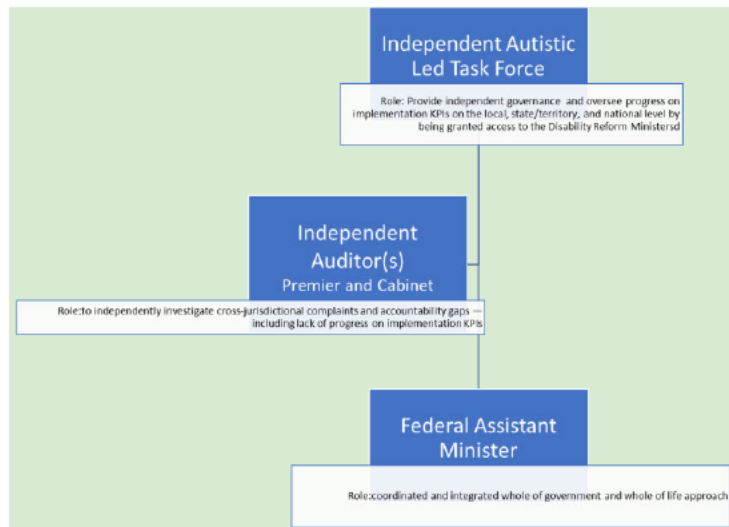 Independent Autistic
Led Task Force
Role: Provide independent governance and oversee progress on
implementation KPIs on the local, state/territory, and national level by
being granted access to the Disability Reform Ministersd
Independent
Auditor(s)
Premier and Cabinet
Role:to independently investigate cross-jurisdictional complaints and accountability gaps —
including lack of progress on implementation KPIs
Federal Assistant
Minister
Role:coordinated and integrated whole of government and whole of life approach